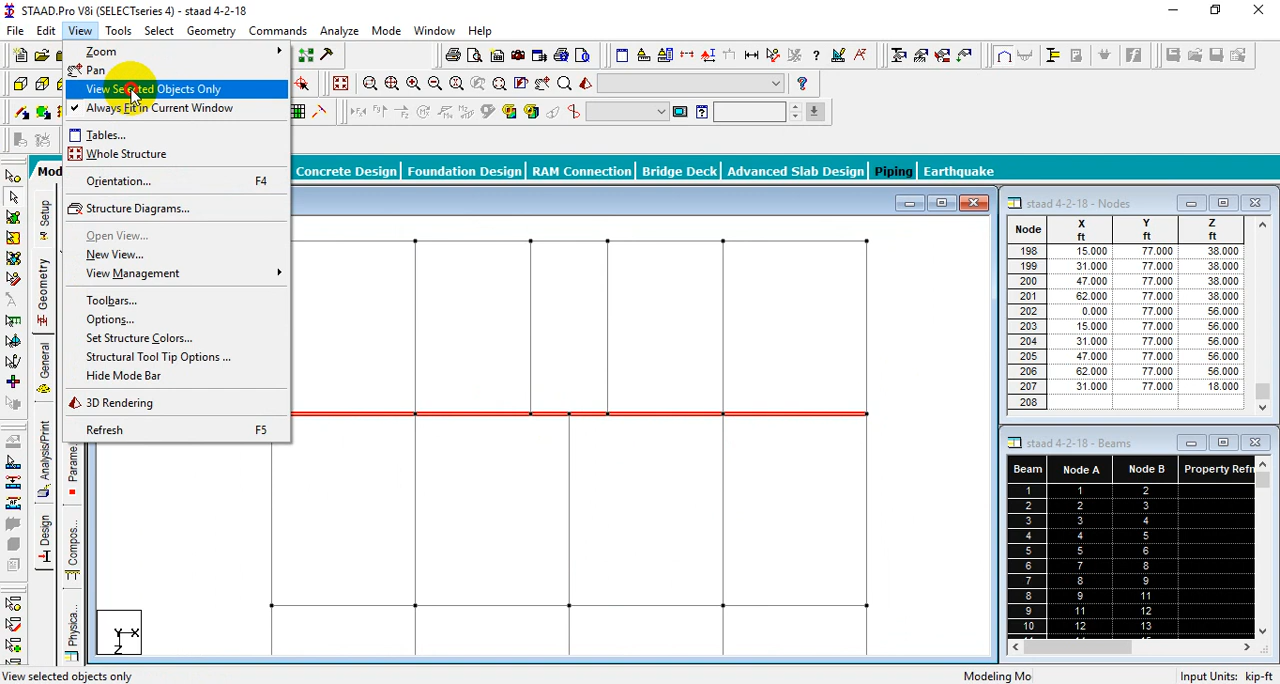 STAAD.Pro V8i (SELECTseries 4) - staad 4-2-18
File Edit View Tools Select Geometry Commands Analyze Mode Window Help
Zoom
Pan
View Selected Objects Only
Always Fit in Current Window
Tables...
Whole Structure
Orientation... F4
Structure Diagrams...
Open View...
New View...
View Management
Toolbars...
Options...
Set Structure Colors...
Structural Tool Tip Options ...
Hide Mode Bar
3D Rendering
Refresh F5
Mod Concrete Design Foundation Design RAM Connection Bridge Deck Advanced Slab Design Piping Earthquake
Setup
Geometry
General
Analysis/Print
Design
Parame.
Compos...
Physica...
staad 4-2-18 - Nodes
Node X ft Y ft Z ft
198 15.000 77.000 38.000
199 31.000 77.000 38.000
200 47.000 77.000 38.000
201 62.000 77.000 38.000
202 0.000 77.000 56.000
203 15.000 77.000 56.000
204 31.000 77.000 56.000
205 47.000 77.000 56.000
206 62.000 77.000 56.000
207 31.000 77.000 18.000
208
staad 4-2-18 - Beams
Beam Node A Node B Property Refn
1 1 2
2 2 3
3 3 4
4 4 5
5 5 6
6 7 8
7 8 9
8 9 11
9 11 12
10 12 13
Y X
Z
View selected objects only Modeling Mo Input Units: kip-ft